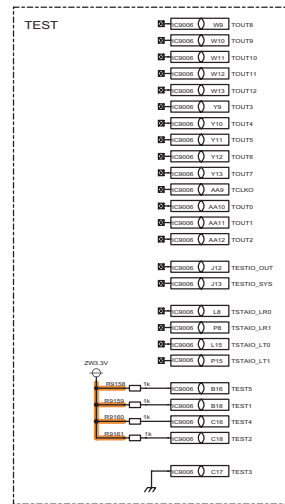 TEST
IC9006 W9 TOUT8
IC9006 W10 TOUT9
IC9006 W11 TOUT10
IC9006 W12 TOUT11
IC9006 W13 TOUT12
IC9006 Y9 TOUT3
IC9006 Y10 TOUT4
IC9006 Y11 TOUT5
IC9006 Y12 TOUT6
IC9006 Y13 TOUT7
IC9006 AA9 TCLKO
IC9006 AA10 TOUT0
IC9006 AA11 TOUT1
IC9006 AA12 TOUT2
IC9006 J12 TESTIO_OUT
IC9006 J13 TESTIO_SYS
IC9006 L8 TSTAIO_LR0
IC9006 P8 TSTAIO_LR1
IC9006 L15 TSTAIO_LT0
IC9006 P15 TSTAIO_LT1
ZW3.3V
R9158 1k IC9006 B16 TEST5
R9159 1k IC9006 B18 TEST1
R9160 1k IC9006 C16 TEST4
R9161 1k IC9006 C18 TEST2
IC9006 C17 TEST3